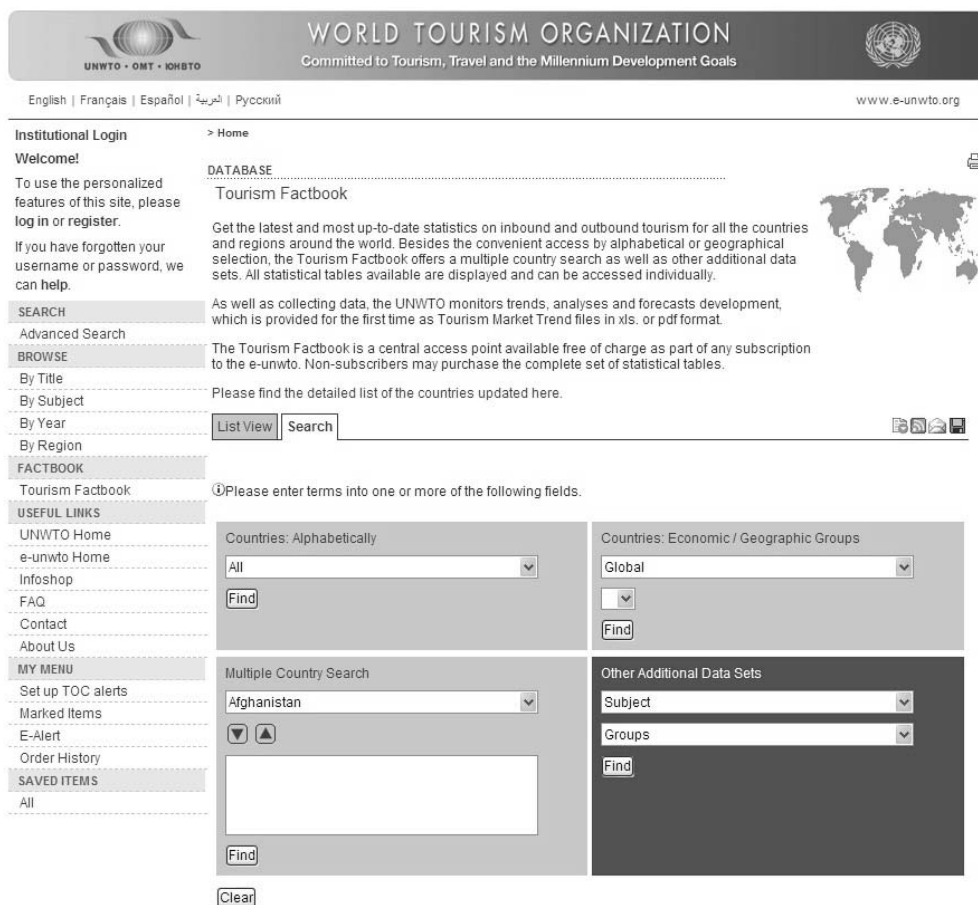 WORLD TOURISM ORGANIZATION
Committed to Tourism, Travel and the Millennium Development Goals
UNWTO • OMT • ЮНВТО
English | Français | Español | العربية | Русский
www.e-unwto.org
Institutional Login
Welcome!
To use the personalized
features of this site, please
log in or register.
If you have forgotten your
username or password, we
can help.
SEARCH
Advanced Search
BROWSE
By Title
By Subject
By Year
By Region
FACTBOOK
Tourism Factbook
USEFUL LINKS
UNWTO Home
e-unwto Home
Infoshop
FAQ
Contact
About Us
MY MENU
Set up TOC alerts
Marked Items
E-Alert
Order History
SAVED ITEMS
All
> Home
DATABASE
Tourism Factbook
Get the latest and most up-to-date statistics on inbound and outbound tourism for all the countries
and regions around the world. Besides the convenient access by alphabetical or geographical
selection, the Tourism Factbook offers a multiple country search as well as other additional data
sets. All statistical tables available are displayed and can be accessed individually.
As well as collecting data, the UNWTO monitors trends, analyses and forecasts development,
which is provided for the first time as Tourism Market Trend files in xls. or pdf format.
The Tourism Factbook is a central access point available free of charge as part of any subscription
to the e-unwto. Non-subscribers may purchase the complete set of statistical tables.
Please find the detailed list of the countries updated here.
List View
Search
Please enter terms into one or more of the following fields.
Countries: Alphabetically
All
Find
Countries: Economic / Geographic Groups
Global
Find
Multiple Country Search
Afghanistan
Find
Other Additional Data Sets
Subject
Groups
Find
Clear